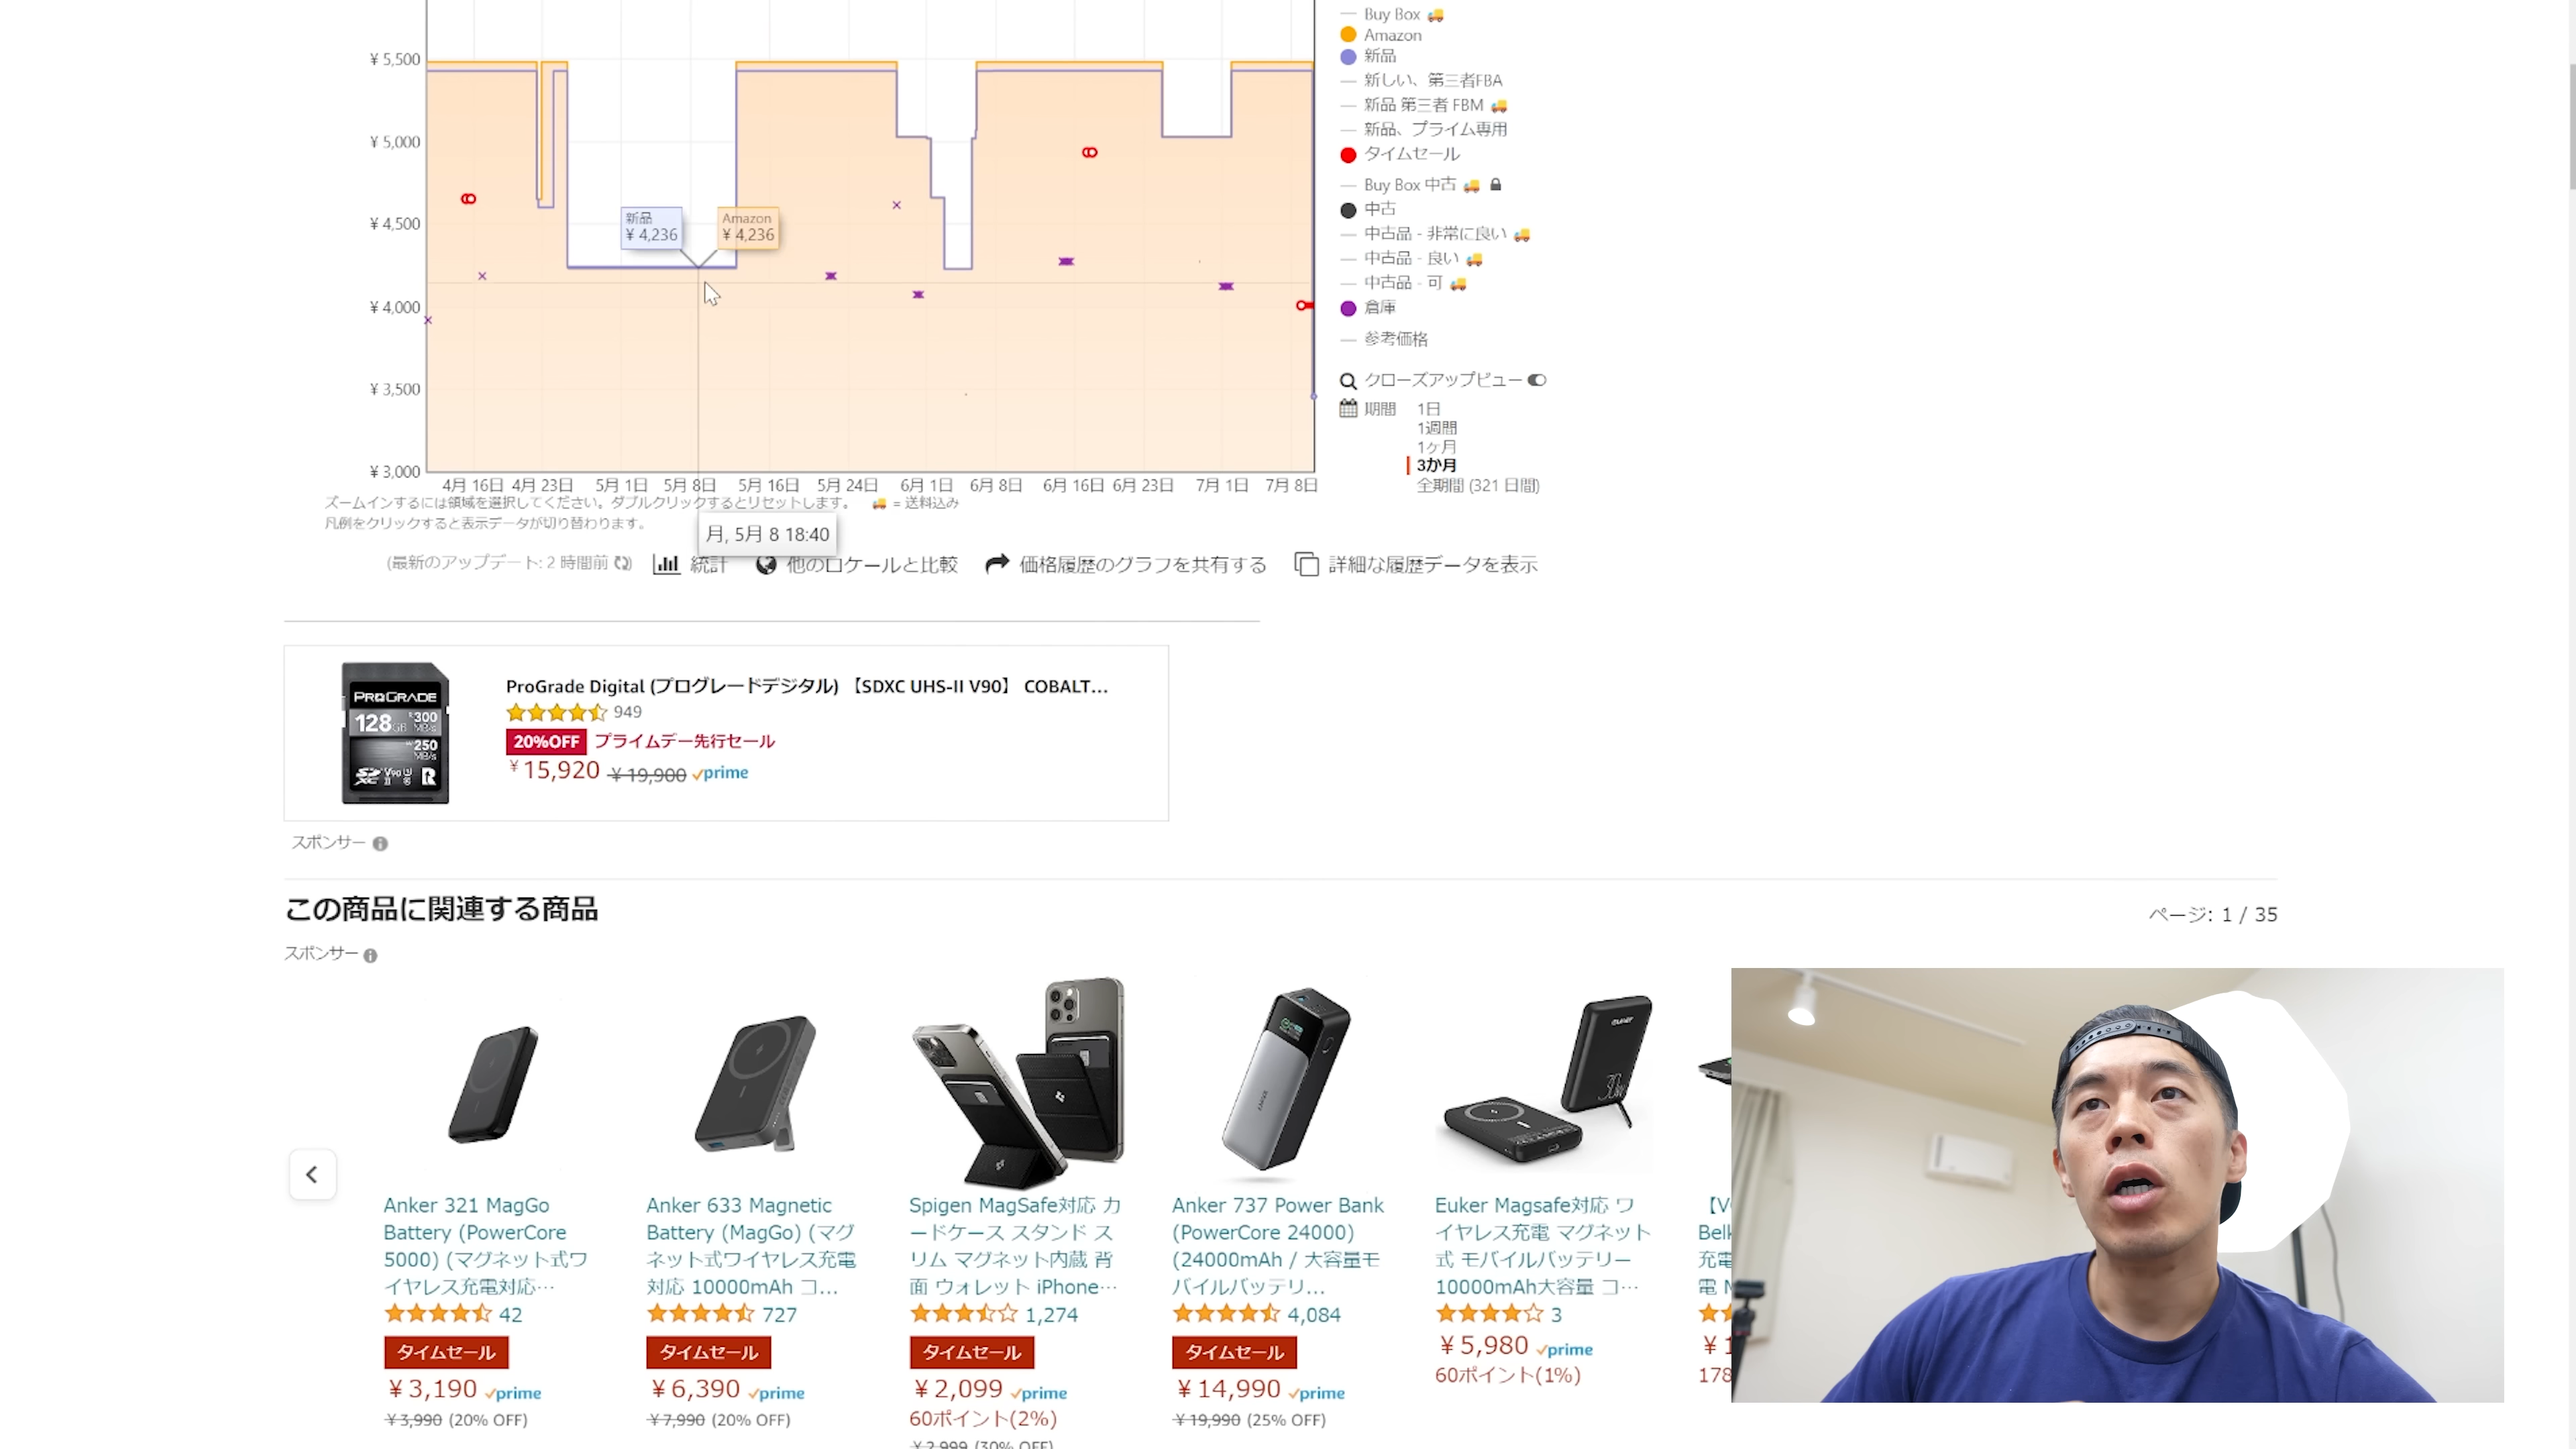 Buy Box
¥ 5,500
Amazon
新品
新しい、第三者FBA
新品 第三者 FBM
新品、プライム専用
¥ 5,000
タイムセール
Buy Box 中古
中古
新品
¥ 4,236
Amazon
¥ 4,236
¥ 4,500
中古品 - 非常に良い
中古品 - 良い
中古品 - 可
¥ 4,000
倉庫
参考価格
¥ 3,500
クローズアップビュー
期間
1日
1週間
1ヶ月
3か月
全期間 (321 日間)
¥ 3,000
4月 16日 4月 23日 5月 1日 5月 8日 5月 16日 5月 24日 6月 1日 6月 8日 6月 16日 6月 23日 7月 1日 7月 8日
ズームインするには領域を選択してください。ダブルクリックするとリセットします。 = 送料込み
凡例をクリックすると表示データが切り替わります。
月, 5月 8 18:40
(最新のアップデート: 2 時間前 )
統計
他のロケールと比較
価格履歴のグラフを共有する
詳細な履歴データを表示
PROGRADE
128GB
300
MB/s
250
MB/s
V90
ProGrade Digital (プログレードデジタル) 【SDXC UHS-II V90】 COBALT…
949
20%OFF プライムデー先行セール
¥15,920 ¥19,900 prime
スポンサー
この商品に関連する商品
ページ: 1 / 35
スポンサー
Anker 321 MagGo
Battery (PowerCore
5000) (マグネット式ワ
イヤレス充電対応…
42
タイムセール
¥3,190 prime
¥3,990 (20% OFF)
Anker 633 Magnetic
Battery (MagGo) (マグ
ネット式ワイヤレス充電
対応 10000mAh コ…
727
タイムセール
¥6,390 prime
¥7,990 (20% OFF)
Spigen MagSafe対応 カ
ードケース スタンド ス
リム マグネット内蔵 背
面 ウォレット iPhone…
1,274
タイムセール
¥2,099 prime
60ポイント(2%)
¥2,999 (30% OFF)
ANKER
Anker 737 Power Bank
(PowerCore 24000)
(24000mAh / 大容量モ
バイルバッテリ…
4,084
タイムセール
¥14,990 prime
¥19,990 (25% OFF)
Euker
30W
Euker Magsafe対応 ワ
イヤレス充電 マグネット
式 モバイルバッテリー
10000mAh大容量 コ…
3
¥5,980 prime
60ポイント(1%)
【V
Belk
充電
電 M
¥1
178